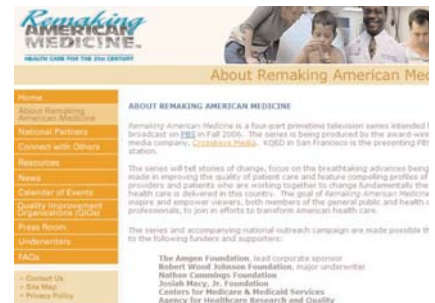 Remaking
AMERICAN
MEDICINE™
HEALTH CARE FOR THE 21st CENTURY
About Remaking American Med
Home
About Remaking
American Medicine
National Partners
Connect with Others
Resources
News
Calendar of Events
Quality Improvement
Organizations (QIOs)
Press Room
Underwriters
FAQs
» Contact Us
» Site Map
» Privacy Policy
ABOUT REMAKING AMERICAN MEDICINE
Remaking American Medicine is a four-part primetime television series intended f
broadcast on PBS in Fall 2006. The series is being produced by the award-winn
media company, Crosskeys Media. KQED in San Francisco is the presenting PBS
station.
The series will tell stories of change, focus on the breathtaking advances being
made in improving the quality of patient care and feature compelling profiles of
providers and patients who are working together to change fundamentally the
health care is delivered in this country. The goal of Remaking American Medicine
inspire and empower viewers, both members of the general public and health c
professionals, to join in efforts to transform American health care.
The series and accompanying national outreach campaign are made possible th
to the following funders and supporters:
The Amgen Foundation, lead corporate sponsor
Robert Wood Johnson Foundation, major underwriter
Nathan Cummings Foundation
Josiah Macy, Jr. Foundation
Centers for Medicare & Medicaid Services
Agency for Healthcare Research and Quality